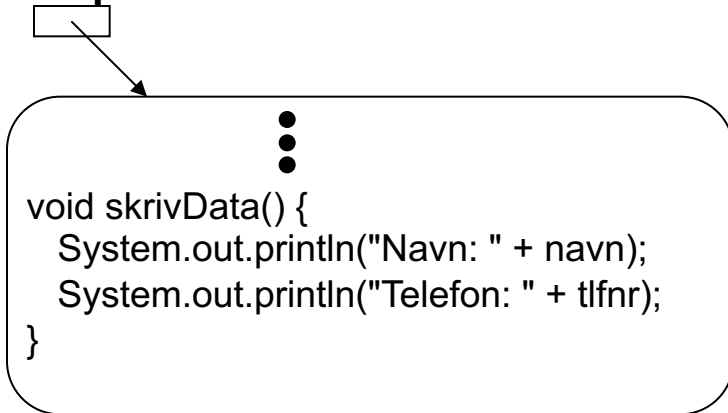 void skrivData() {
System.out.println("Navn: " + navn);
System.out.println("Telefon: " + tlfnr);
}